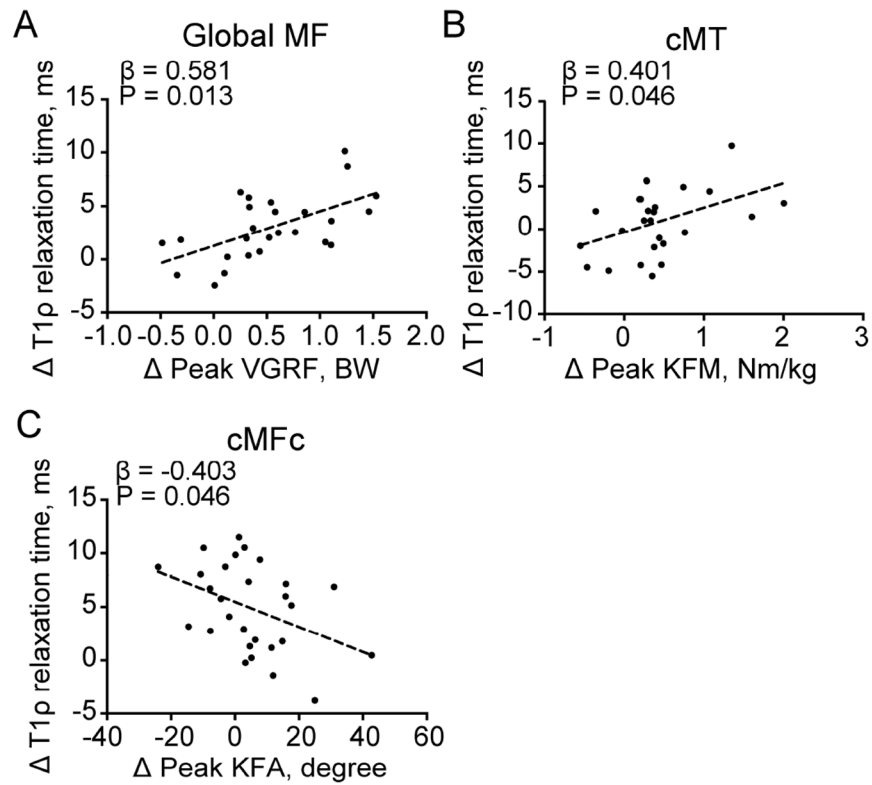 A
Global MF
β = 0.581
P = 0.013
Δ T1ρ relaxation time, ms
15
10
5
0
-5
-1.0 -0.5 0.0 0.5 1.0 1.5 2.0
Δ Peak VGRF, BW
B
cMT
β = 0.401
P = 0.046
Δ T1ρ relaxation time, ms
15
10
5
0
-5
-10
-1 0 1 2 3
Δ Peak KFM, Nm/kg
C
cMFc
β = -0.403
P = 0.046
Δ T1ρ relaxation time, ms
15
10
5
0
-5
-40 -20 0 20 40 60
Δ Peak KFA, degree